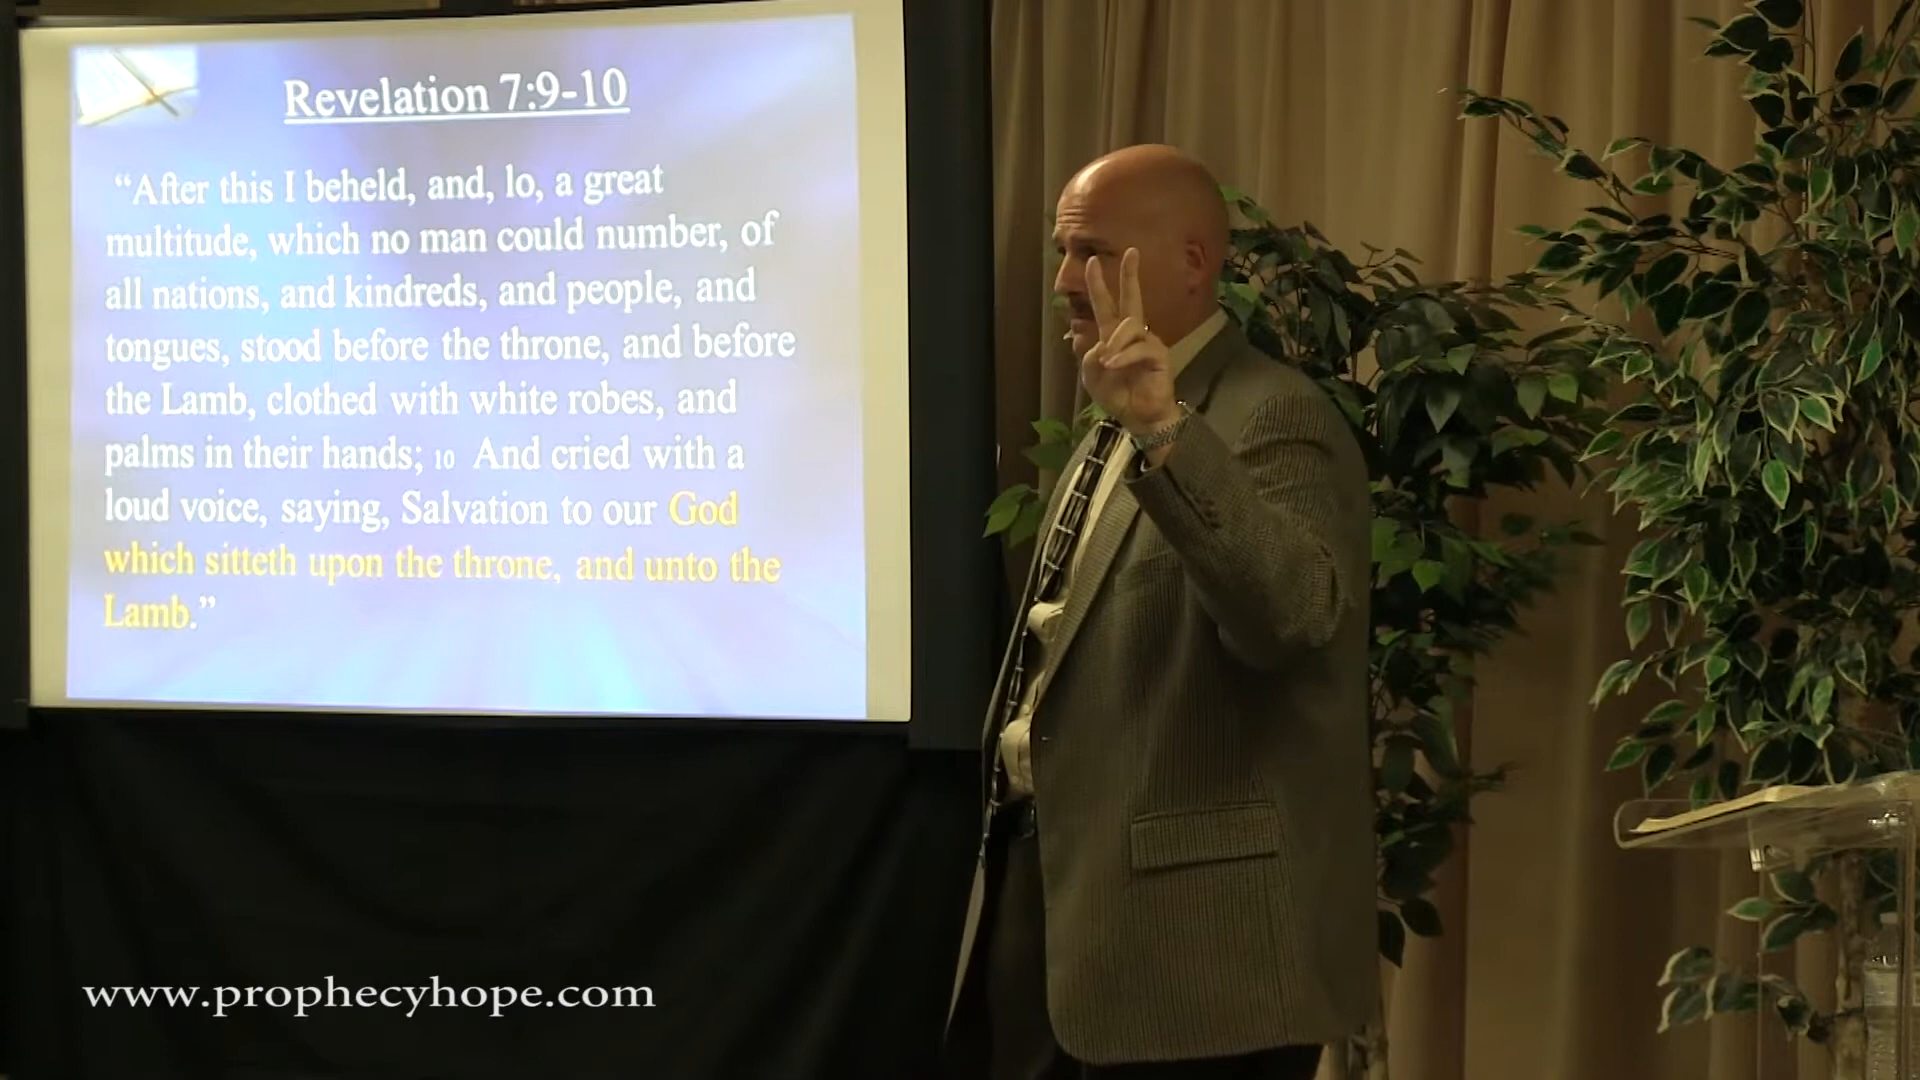 Revelation 7:9-10
“After this I beheld, and, lo, a great
multitude, which no man could number, of
all nations, and kindreds, and people, and
tongues, stood before the throne, and before
the Lamb, clothed with white robes, and
palms in their hands; 10 And cried with a
loud voice, saying, Salvation to our God
which sitteth upon the throne, and unto the
Lamb.”
www.prophecyhope.com